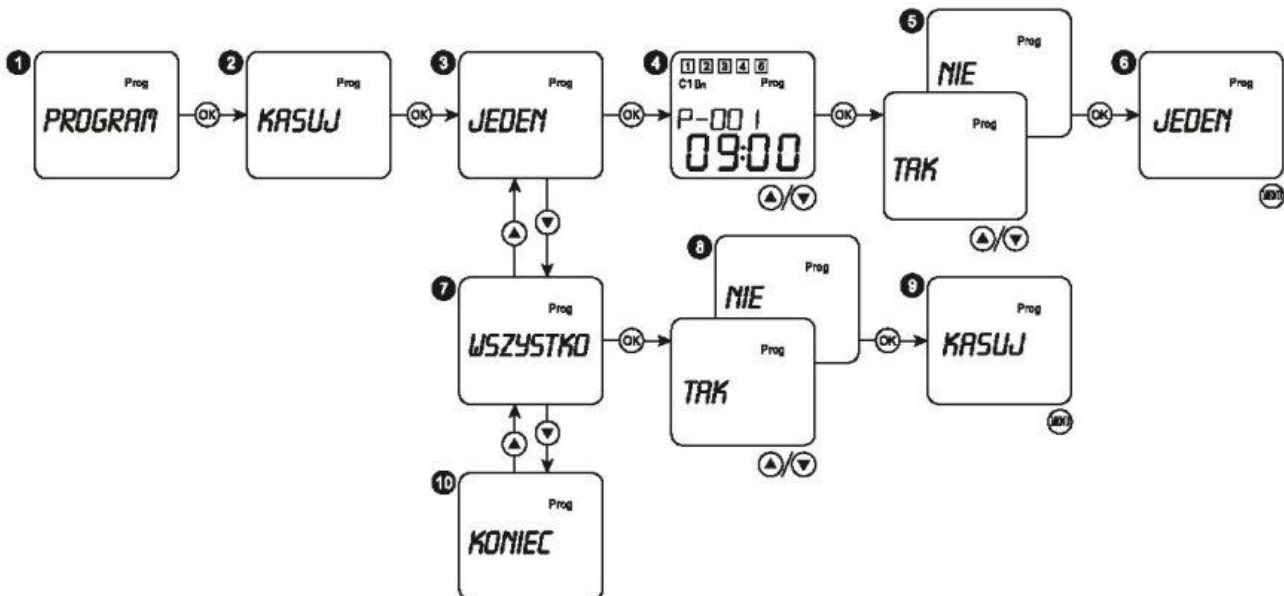 1
Prog
PROGRAM
OK
2
Prog
KASUJ
OK
3
Prog
JEDEN
OK
4
1 2 3 4 5
C1 On Prog
P-001
09:00
OK
5
Prog
NIE
Prog
TAK
OK
6
Prog
JEDEN
7
Prog
WSZYSTKO
OK
8
Prog
NIE
Prog
TAK
OK
9
Prog
KASUJ
10
Prog
KONIEC